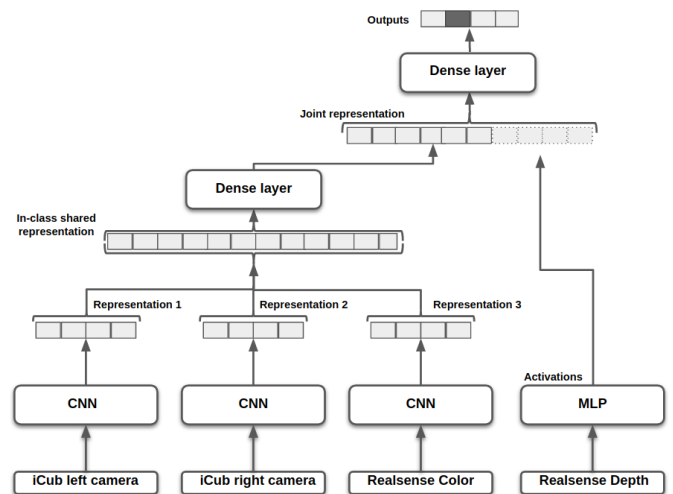 Outputs
Dense layer
Joint representation
Dense layer
In-class shared
representation
Representation 1
Representation 2
Representation 3
Activations
CNN
CNN
CNN
MLP
iCub left camera
iCub right camera
Realsense Color
Realsense Depth